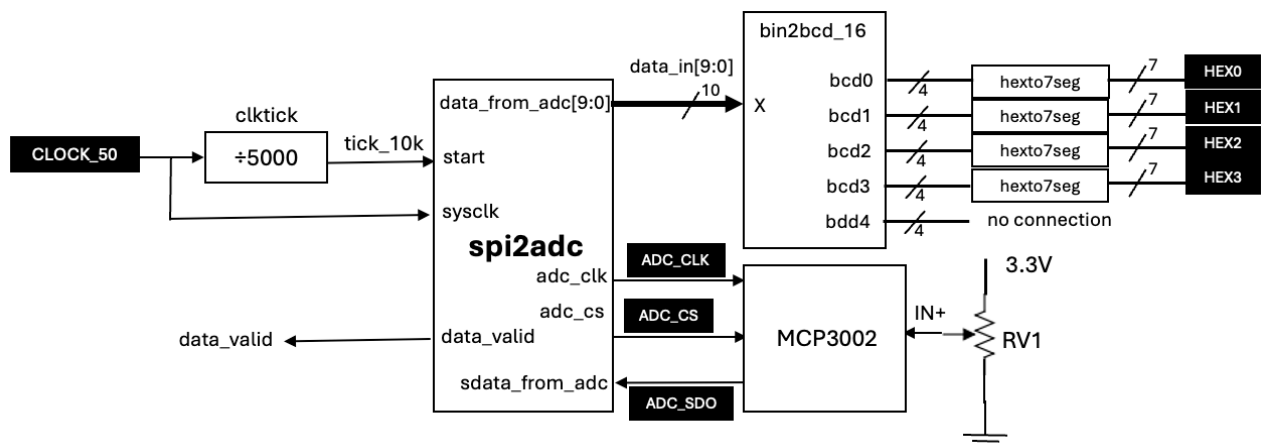 bin2bcd_16
data_in[9:0]
10
X
bcd0
4
hexto7seg
7
HEX0
bcd1
4
hexto7seg
HEX1
bcd2
4
hexto7seg
7
HEX2
bcd3
4
hexto7seg
7
HEX3
bdd4
4
no connection
CLOCK_50
clktick
÷5000
tick_10k
data_from_adc[9:0]
start
sysclk
spi2adc
adc_clk
ADC_CLK
adc_cs
ADC_CS
data_valid
data_valid
sdata_from_adc
ADC_SDO
MCP3002
IN+
3.3V
RV1